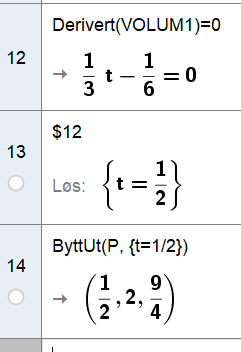 12
Derivert(VOLUM1)=0
→ 1/3 t − 1/6 = 0
13
$12
Løs: {t = 1/2}
14
ByttUt(P, {t=1/2})
→ (1/2, 2, 9/4)